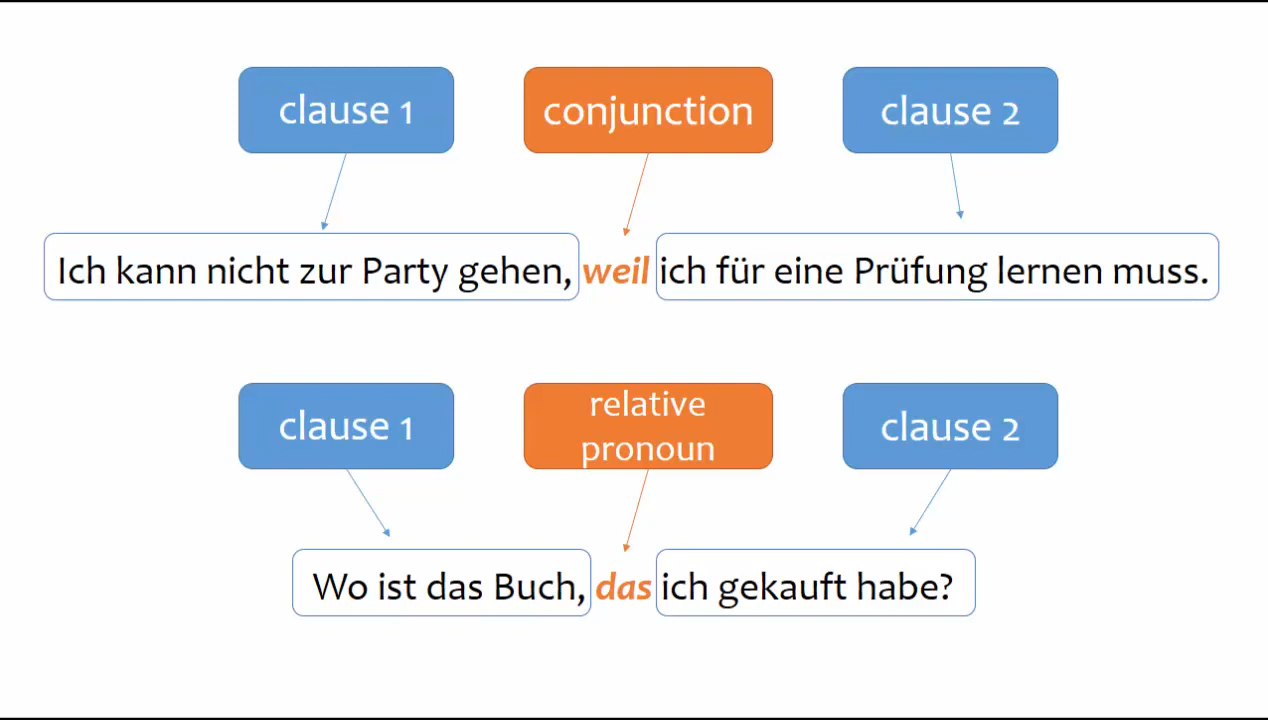 clause 1
conjunction
clause 2
Ich kann nicht zur Party gehen, weil ich für eine Prüfung lernen muss.
clause 1
relative
pronoun
clause 2
Wo ist das Buch, das ich gekauft habe?